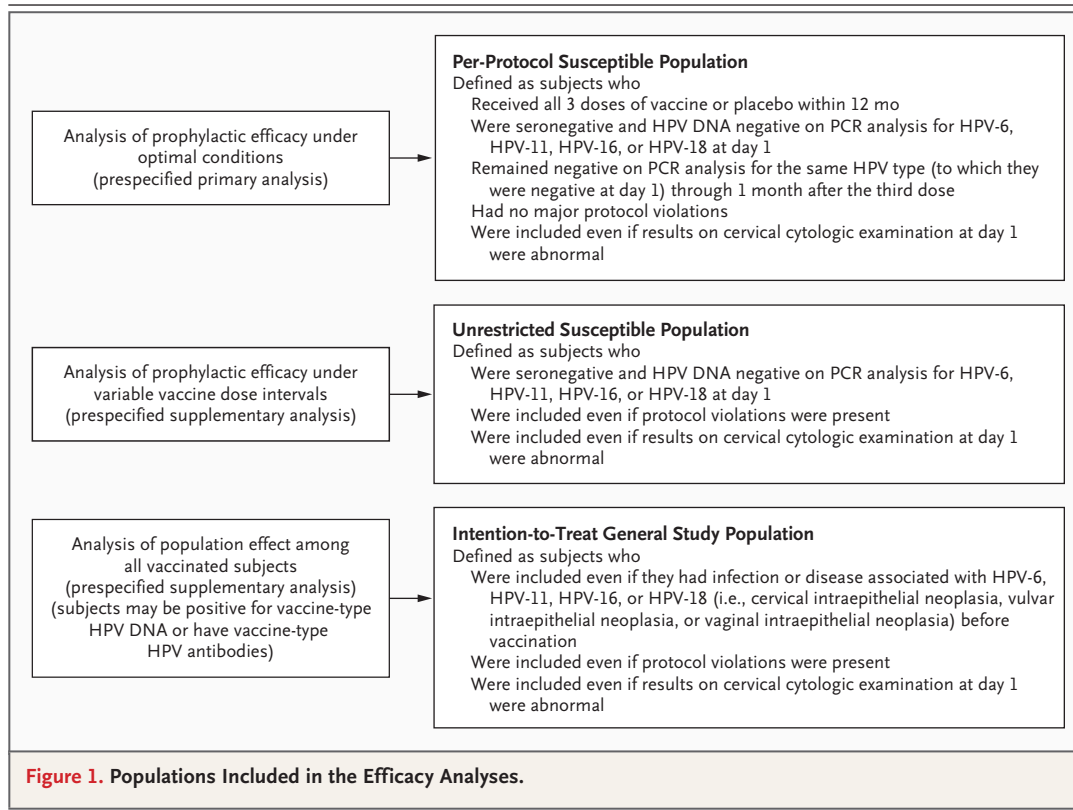 Analysis of prophylactic efficacy under
optimal conditions
(prespecified primary analysis)
Per-Protocol Susceptible Population
Defined as subjects who
Received all 3 doses of vaccine or placebo within 12 mo
Were seronegative and HPV DNA negative on PCR analysis for HPV-6,
HPV-11, HPV-16, or HPV-18 at day 1
Remained negative on PCR analysis for the same HPV type (to which they
were negative at day 1) through 1 month after the third dose
Had no major protocol violations
Were included even if results on cervical cytologic examination at day 1
were abnormal
Analysis of prophylactic efficacy under
variable vaccine dose intervals
(prespecified supplementary analysis)
Unrestricted Susceptible Population
Defined as subjects who
Were seronegative and HPV DNA negative on PCR analysis for HPV-6,
HPV-11, HPV-16, or HPV-18 at day 1
Were included even if protocol violations were present
Were included even if results on cervical cytologic examination at day 1
were abnormal
Analysis of population effect among
all vaccinated subjects
(prespecified supplementary analysis)
(subjects may be positive for vaccine-type
HPV DNA or have vaccine-type
HPV antibodies)
Intention-to-Treat General Study Population
Defined as subjects who
Were included even if they had infection or disease associated with HPV-6,
HPV-11, HPV-16, or HPV-18 (i.e., cervical intraepithelial neoplasia, vulvar
intraepithelial neoplasia, or vaginal intraepithelial neoplasia) before
vaccination
Were included even if protocol violations were present
Were included even if results on cervical cytologic examination at day 1
were abnormal
Figure 1. Populations Included in the Efficacy Analyses.